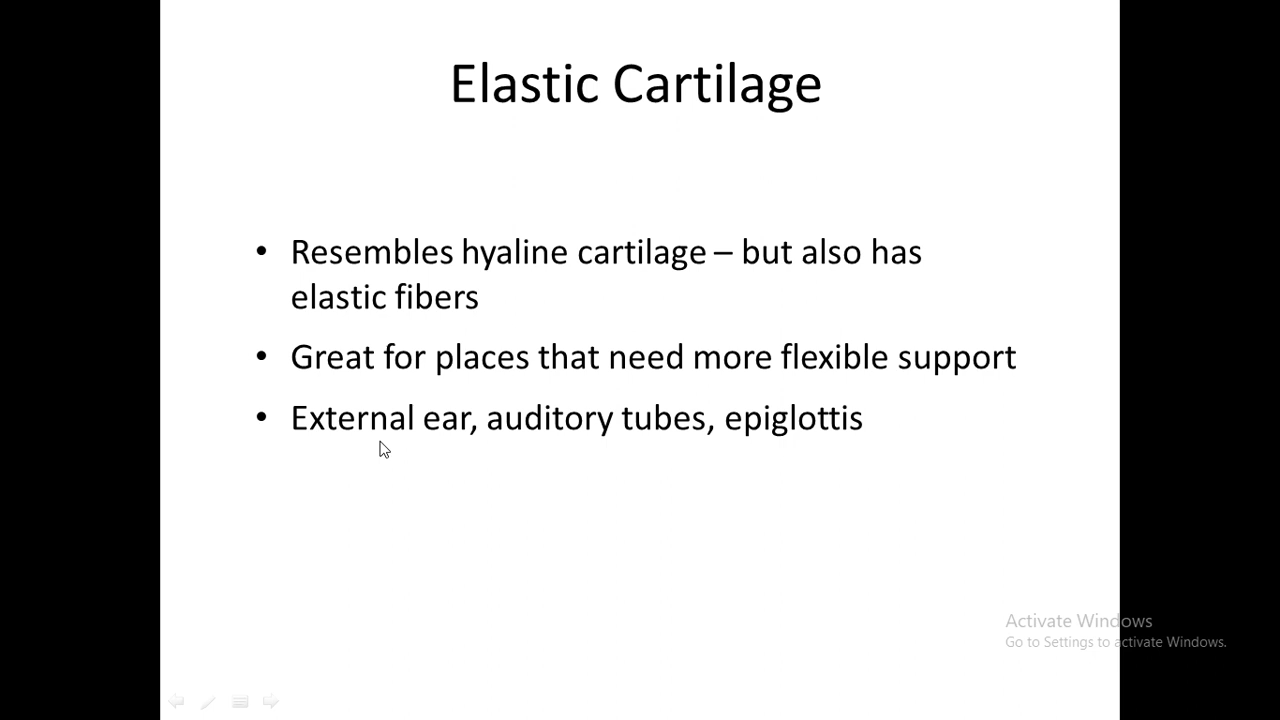 Elastic Cartilage
• Resembles hyaline cartilage – but also has
elastic fibers
• Great for places that need more flexible support
• External ear, auditory tubes, epiglottis
Activate Windows
Go to Settings to activate Windows.